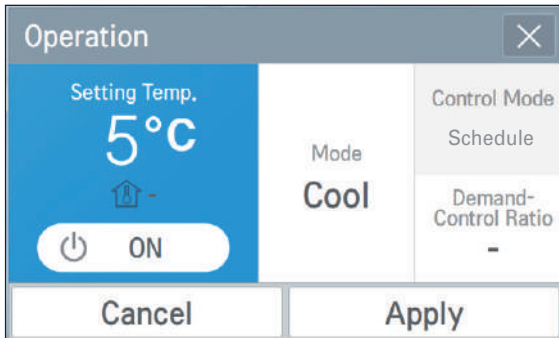 Operation
Setting Temp.
5°C
-
ON
Mode
Cool
Control Mode
Schedule
Demand-
Control Ratio
-
Cancel
Apply